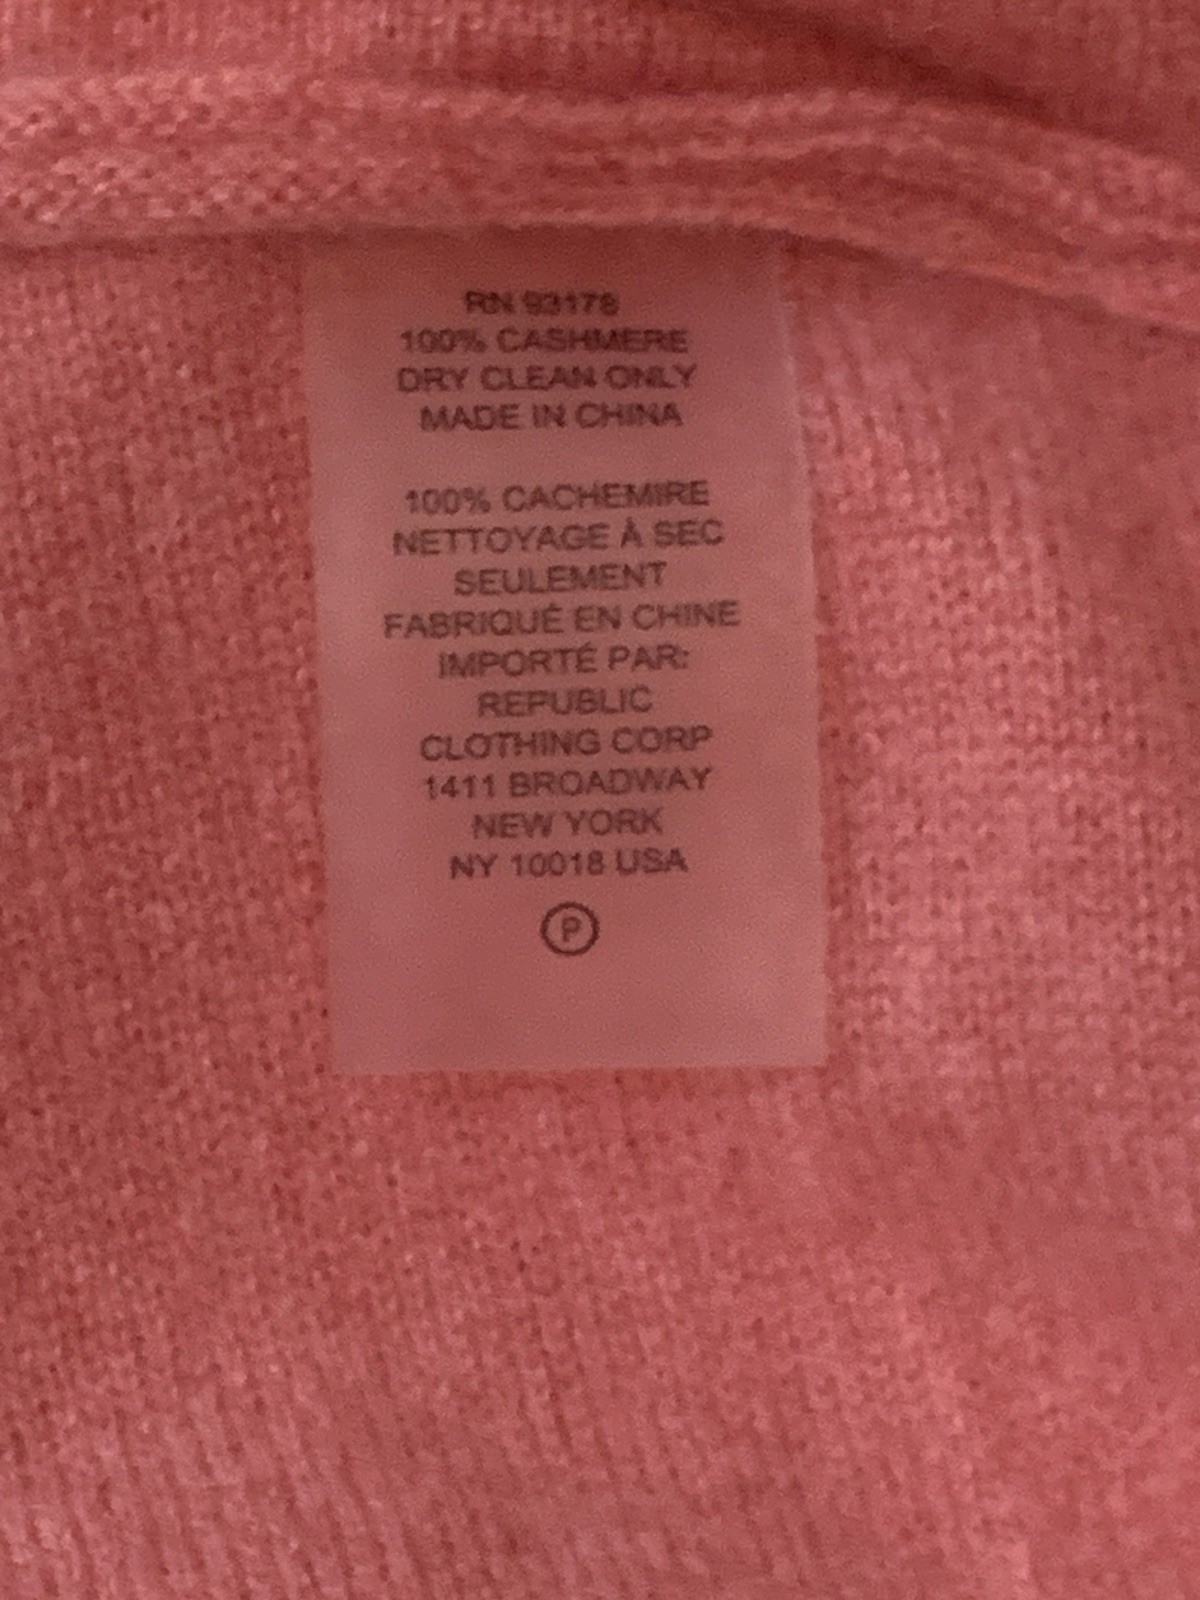 RN 93178
100% CASHMERE
DRY CLEAN ONLY
MADE IN CHINA
100% CACHEMIRE
NETTOYAGE À SEC
SEULEMENT
FABRIQUÉ EN CHINE
IMPORTÉ PAR:
REPUBLIC
CLOTHING CORP
1411 BROADWAY
NEW YORK
NY 10018 USA
P